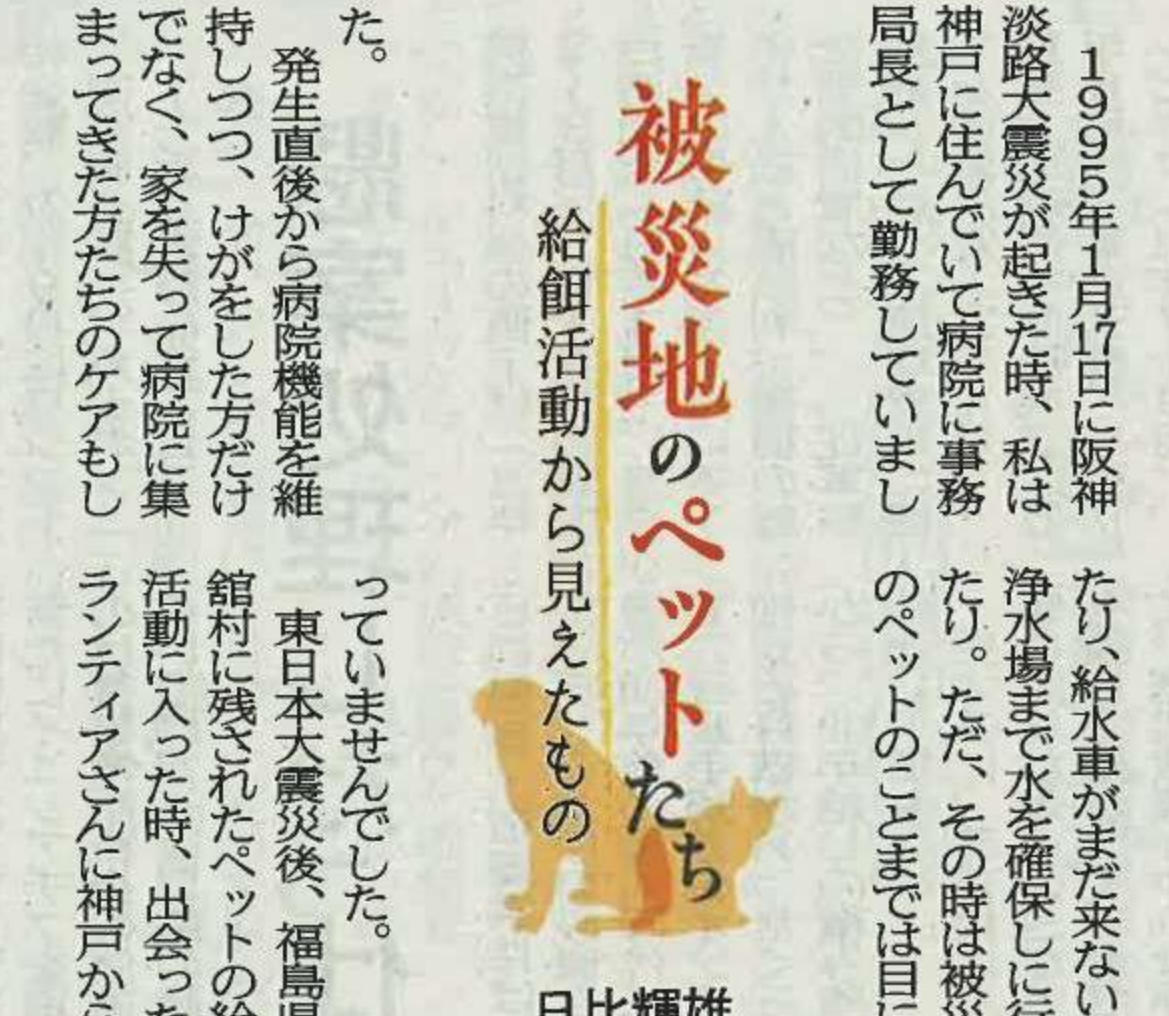 被災地のペットたち
給餌活動から見えたもの
日比輝雄
１９９５年１月17日に阪神
淡路大震災が起きた時、私は
神戸に住んでいて病院に事務
局長として勤務していまし
た。
発生直後から病院機能を維
持しつつ、けがをした方だけ
でなく、家を失って病院に集
まってきた方たちのケアもし
たり、給水車がまだ来ない
浄水場まで水を確保しに行
たり。ただ、その時は被災
のペットのことまでは目に
っていませんでした。
東日本大震災後、福島県
舘村に残されたペットの給
活動に入った時、出会った
ランティアさんに神戸から